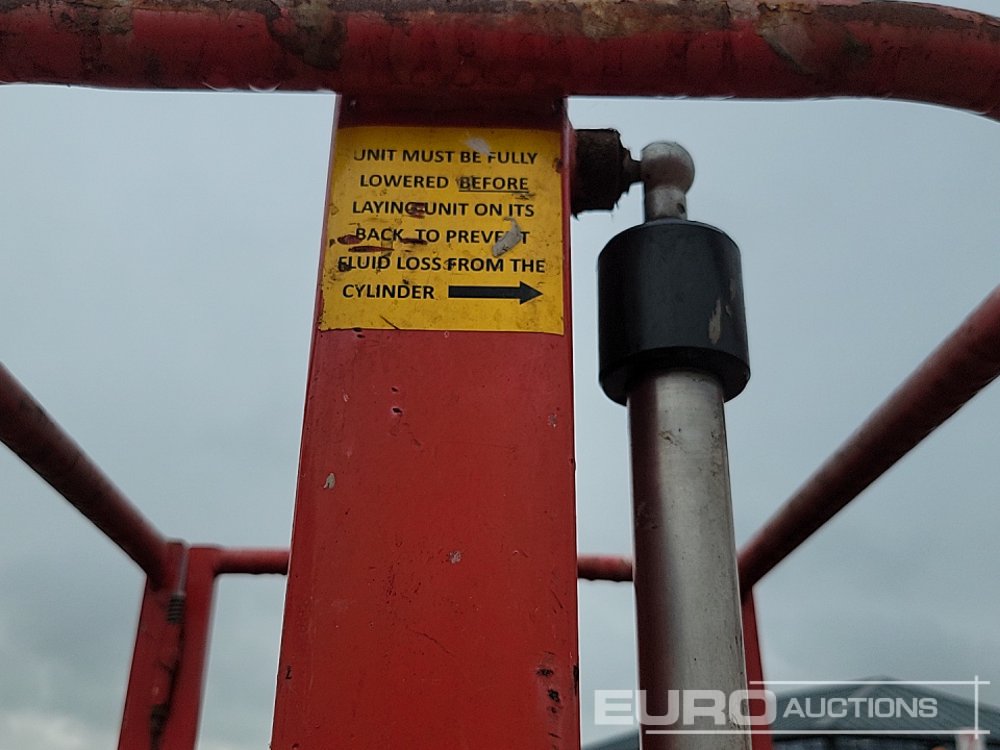 UNIT MUST BE FULLY
LOWERED BEFORE
LAYING UNIT ON ITS
BACK TO PREVENT
FLUID LOSS FROM THE
CYLINDER
EURO AUCTIONS